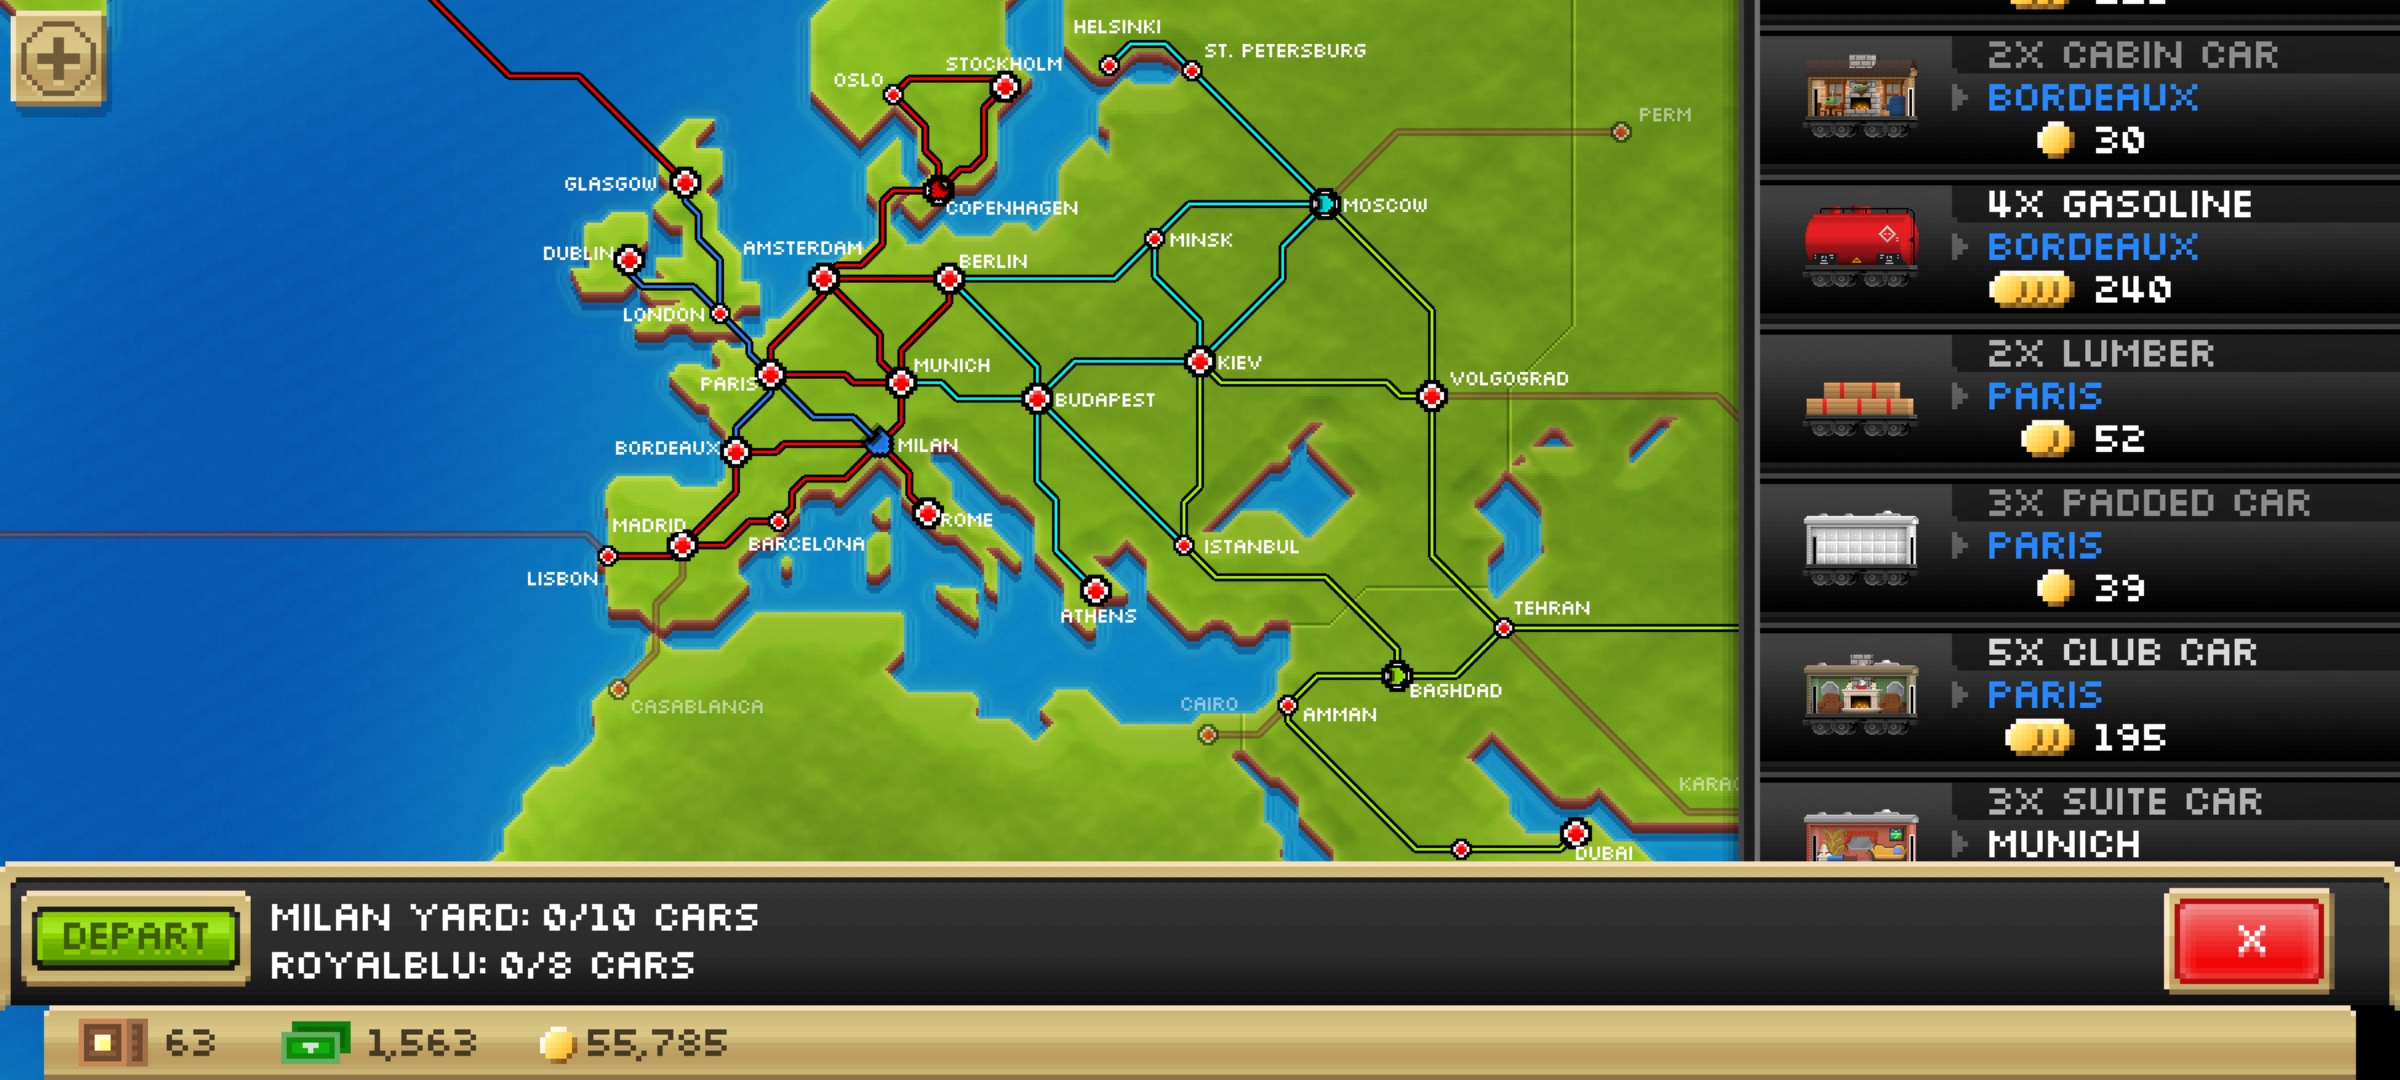 HELSINKI
ST. PETERSBURG
STOCKHOLM
OSLO
PERM
GLASGOW
COPENHAGEN
MOSCOW
DUBLIN
AMSTERDAM
BERLIN
MINSK
LONDON
MUNICH
KIEV
PARIS
BUDAPEST
VOLGOGRAD
BORDEAUX
MILAN
MADRID
ROME
BARCELONA
ISTANBUL
LISBON
ATHENS
TEHRAN
CASABLANCA
CAIRO
BAGHDAD
AMMAN
DUBAI
2X CABIN CAR
BORDEAUX
30
4X GASOLINE
BORDEAUX
240
2X LUMBER
PARIS
52
3X PADDED CAR
PARIS
39
5X CLUB CAR
PARIS
195
3X SUITE CAR
MUNICH
DEPART
MILAN YARD: 0/10 CARS
ROYALBLU: 0/8 CARS
X
63
1,563
55,785